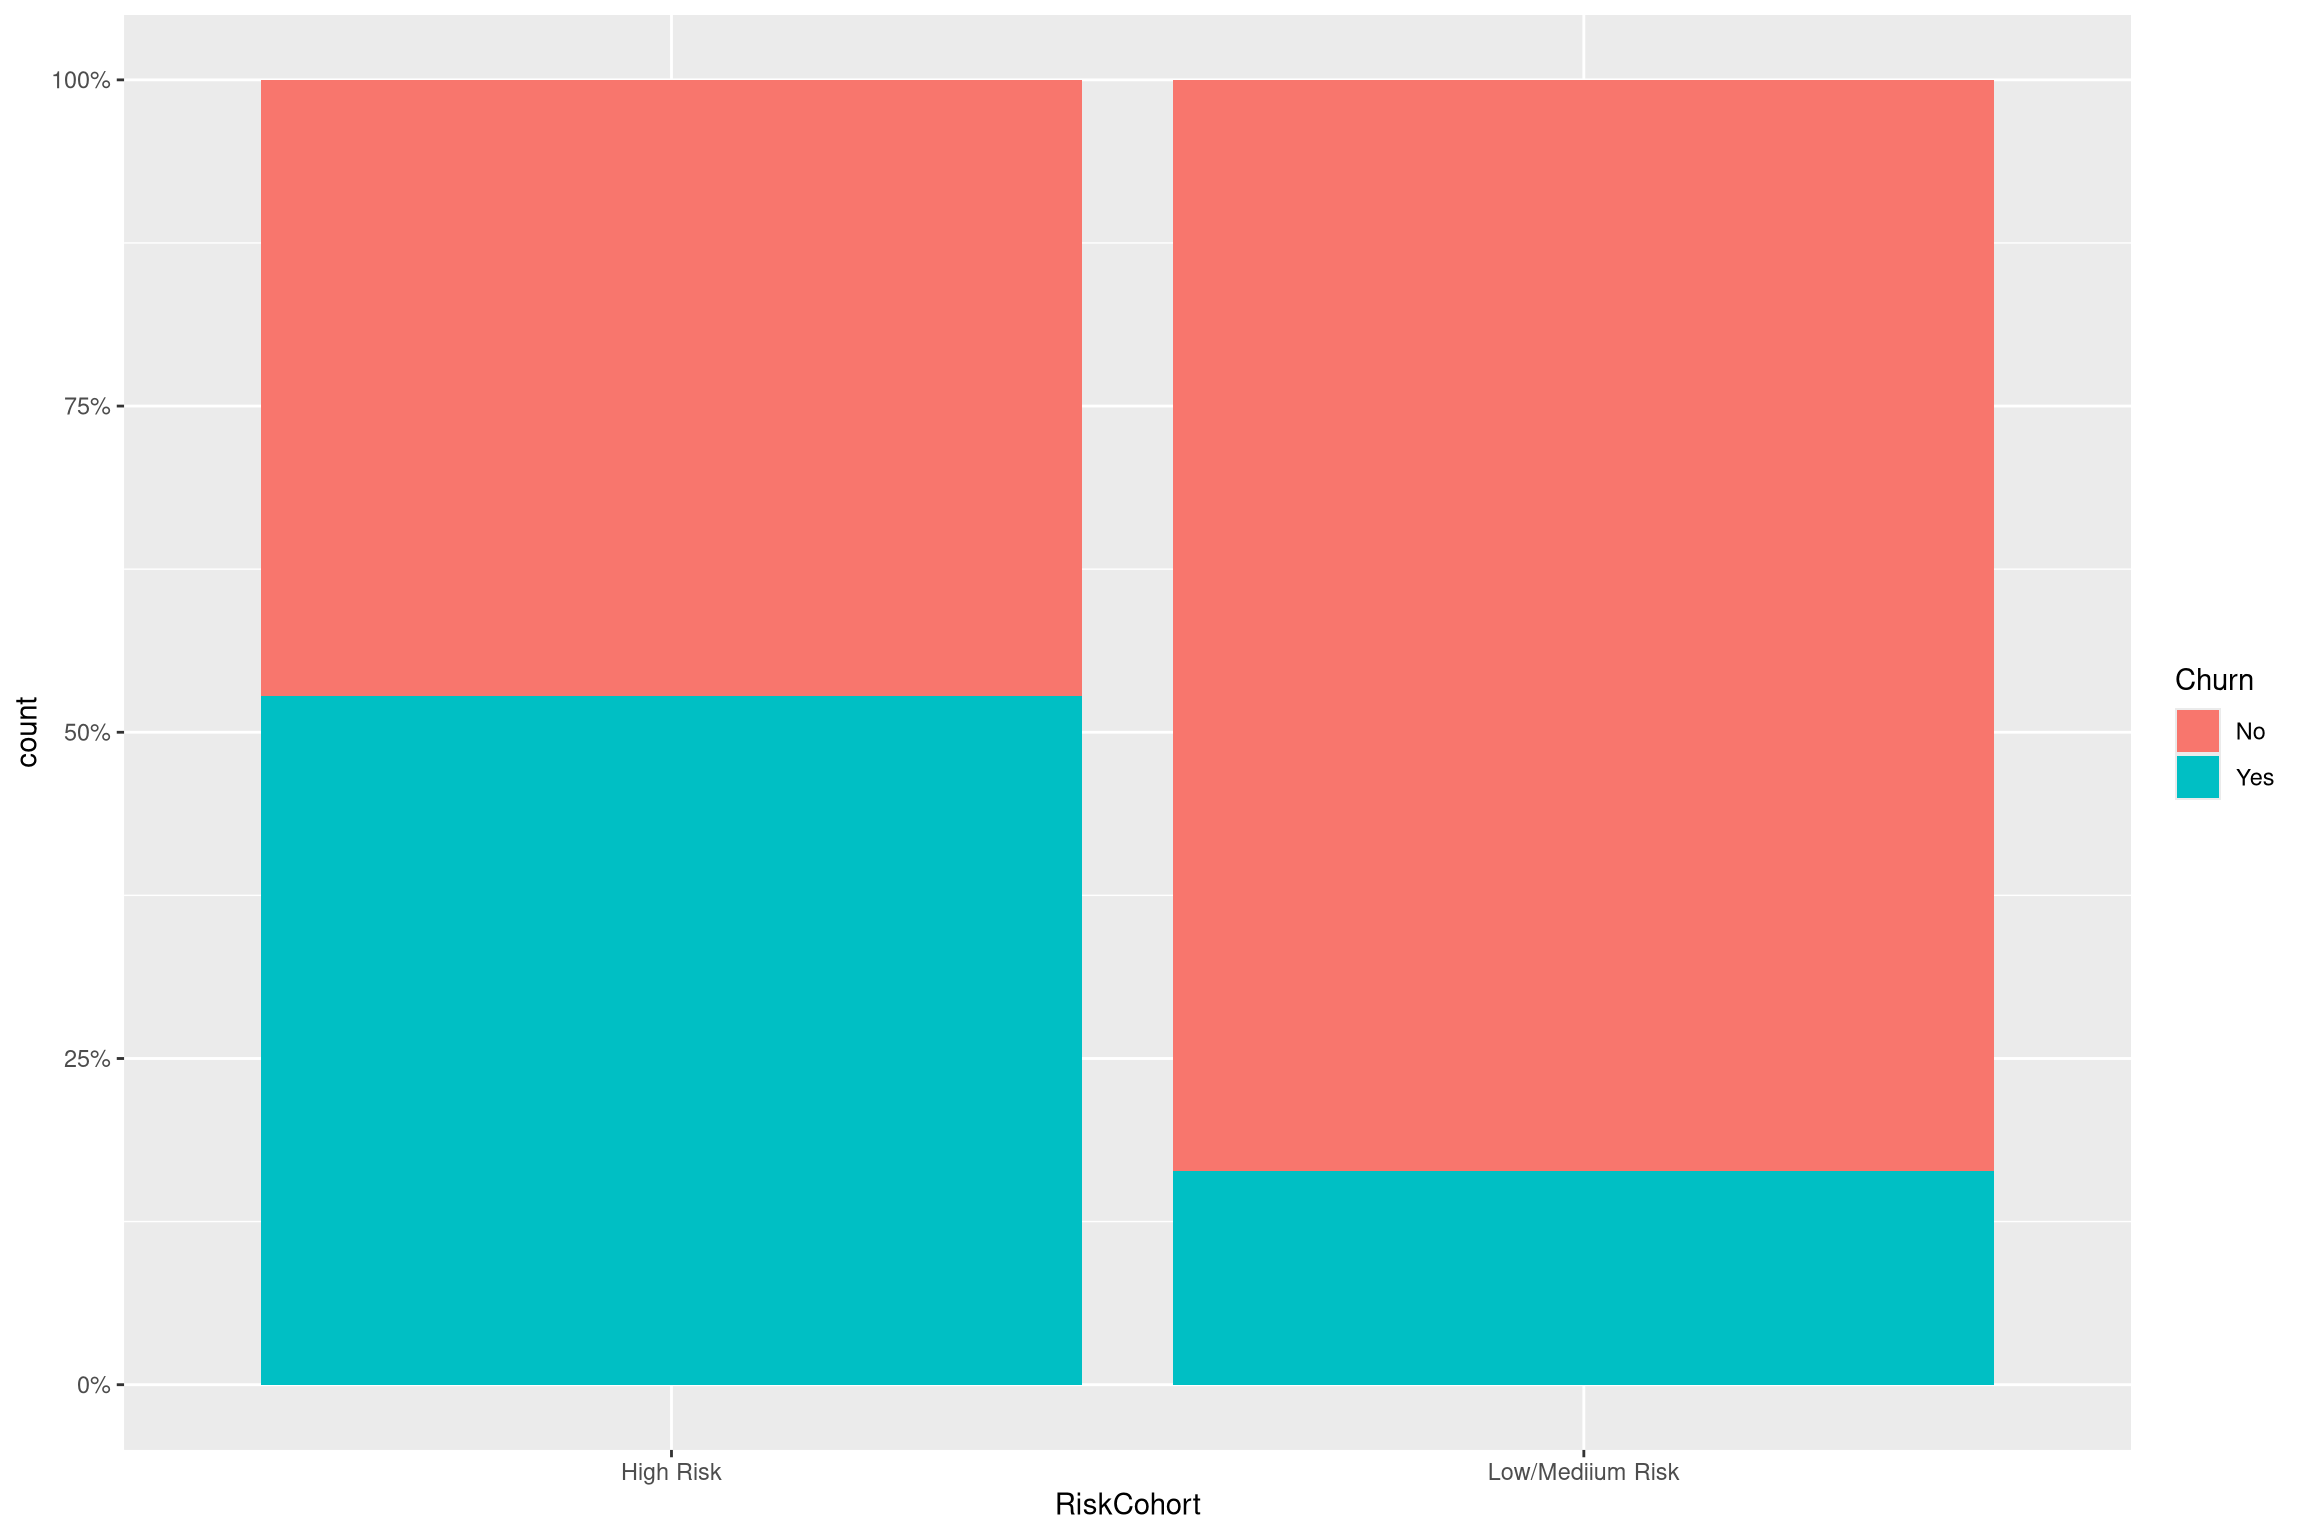 100%
75%
50%
25%
0%
count
High Risk
Low/Mediium Risk
RiskCohort
Churn
No
Yes